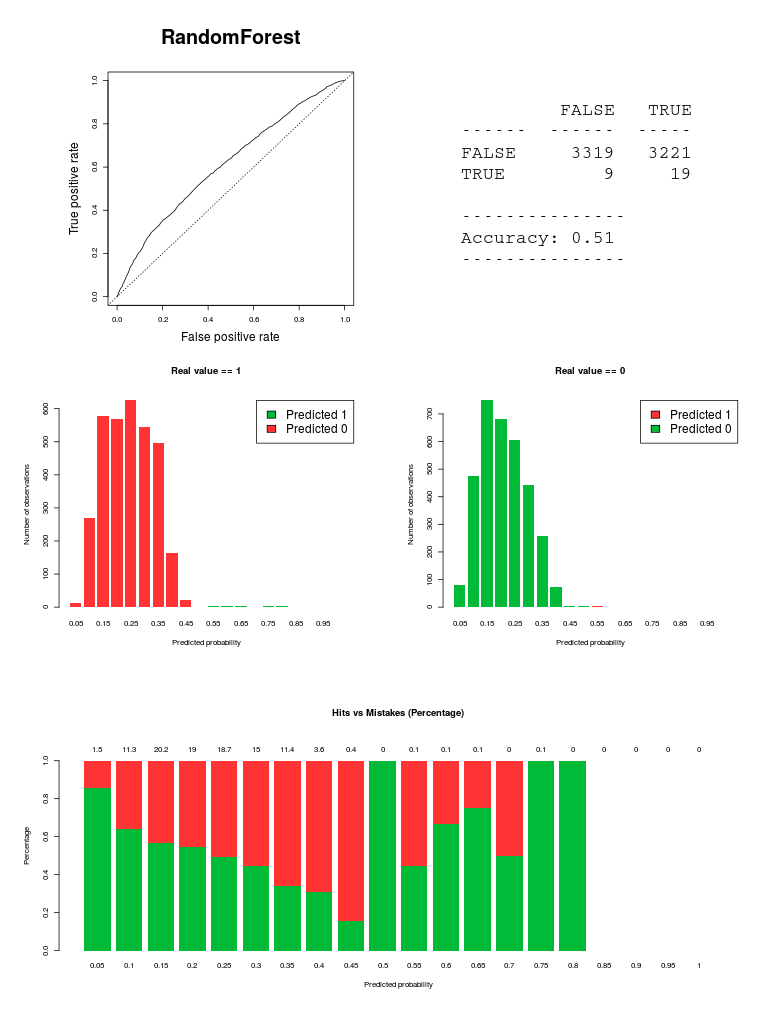 RandomForest
1.0
0.8
0.6
0.4
0.2
0.0
True positive rate
0.0 0.2 0.4 0.6 0.8 1.0
False positive rate
FALSE TRUE
------ ------ -----
FALSE 3319 3221
TRUE 9 19
---------------
Accuracy: 0.51
---------------
Real value == 1
Predicted 1
Predicted 0
600
500
400
300
200
100
0
Number of observations
0.05 0.15 0.25 0.35 0.45 0.55 0.65 0.75 0.85 0.95
Predicted probability
Real value == 0
Predicted 1
Predicted 0
700
600
500
400
300
200
100
0
Number of observations
0.05 0.15 0.25 0.35 0.45 0.55 0.65 0.75 0.85 0.95
Predicted probability
Hits vs Mistakes (Percentage)
1.5 11.3 20.2 19 18.7 15 11.4 3.6 0.4 0 0.1 0.1 0.1 0 0.1 0 0 0 0 0
1.0
0.8
0.6
0.4
0.2
0.0
Percentage
0.05 0.1 0.15 0.2 0.25 0.3 0.35 0.4 0.45 0.5 0.55 0.6 0.65 0.7 0.75 0.8 0.85 0.9 0.95 1
Predicted probability